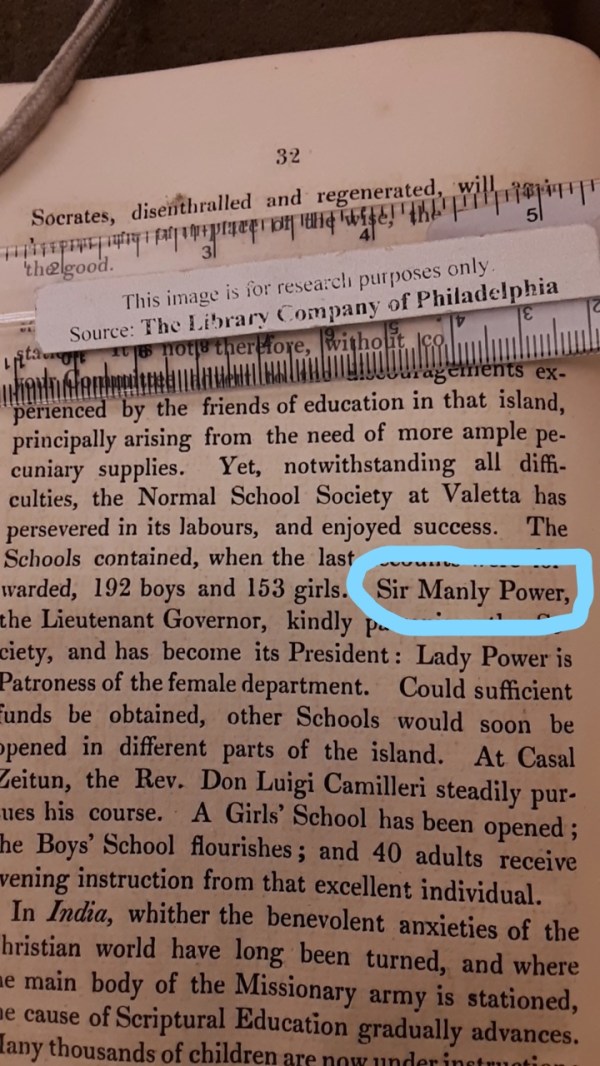 32
Socrates, disenthralled and regenerated, will
the good.
3 4 5
This image is for research purposes only.
Source: The Library Company of Philadelphia
not therefore, without
discouragements ex-
perienced by the friends of education in that island,
principally arising from the need of more ample pe-
cuniary supplies. Yet, notwithstanding all diffi-
culties, the Normal School Society at Valetta has
persevered in its labours, and enjoyed success. The
Schools contained, when the last accounts were for-
warded, 192 boys and 153 girls. Sir Manly Power,
the Lieutenant Governor, kindly
ciety, and has become its President: Lady Power is
Patroness of the female department. Could sufficient
funds be obtained, other Schools would soon be
opened in different parts of the island. At Casal
Zeitun, the Rev. Don Luigi Camilleri steadily pur-
sues his course. A Girls' School has been opened;
the Boys' School flourishes; and 40 adults receive
evening instruction from that excellent individual.
In India, whither the benevolent anxieties of the
Christian world have long been turned, and where
the main body of the Missionary army is stationed,
the cause of Scriptural Education gradually advances.
Many thousands of children are now under instruction